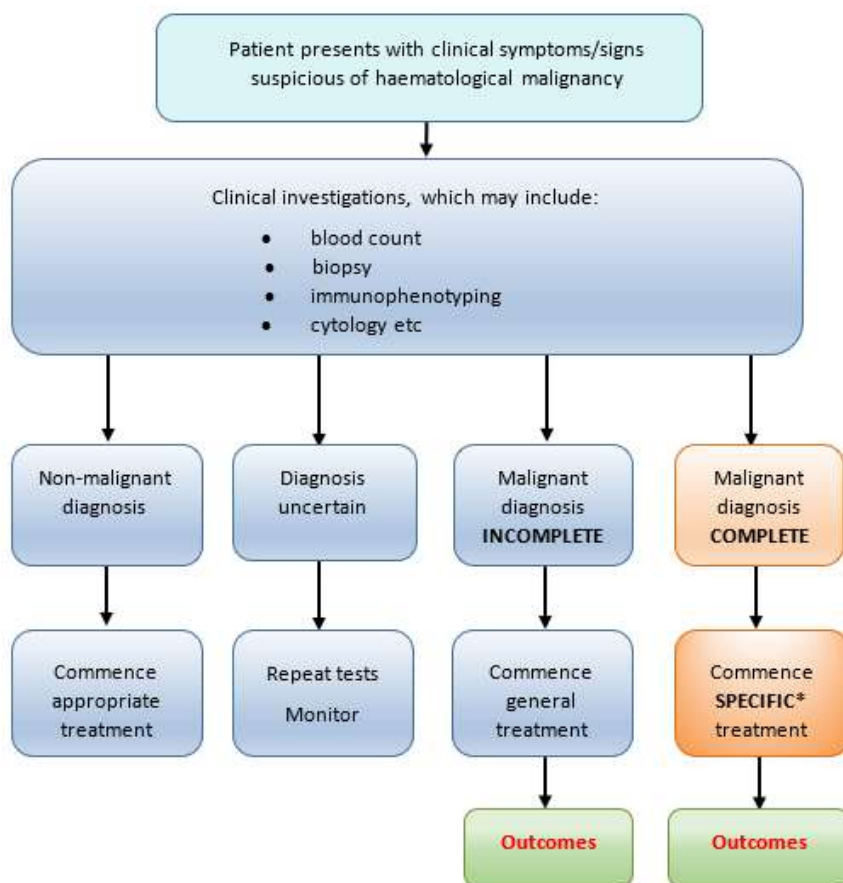 Patient presents with clinical symptoms/signs
suspicious of haematological malignancy
Clinical investigations, which may include:
● blood count
● biopsy
● immunophenotyping
● cytology etc
Non-malignant
diagnosis
Diagnosis
uncertain
Malignant
diagnosis
INCOMPLETE
Malignant
diagnosis
COMPLETE
Commence
appropriate
treatment
Repeat tests
Monitor
Commence
general
treatment
Commence
SPECIFIC*
treatment
Outcomes
Outcomes